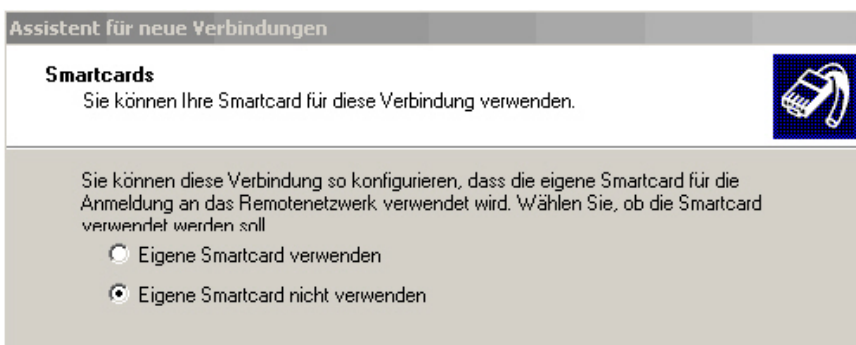 Assistent für neue Verbindungen
Smartcards
Sie können Ihre Smartcard für diese Verbindung verwenden.
Sie können diese Verbindung so konfigurieren, dass die eigene Smartcard für die
Anmeldung an das Remotenetzwerk verwendet wird. Wählen Sie, ob die Smartcard
verwendet werden soll
Eigene Smartcard verwenden
Eigene Smartcard nicht verwenden